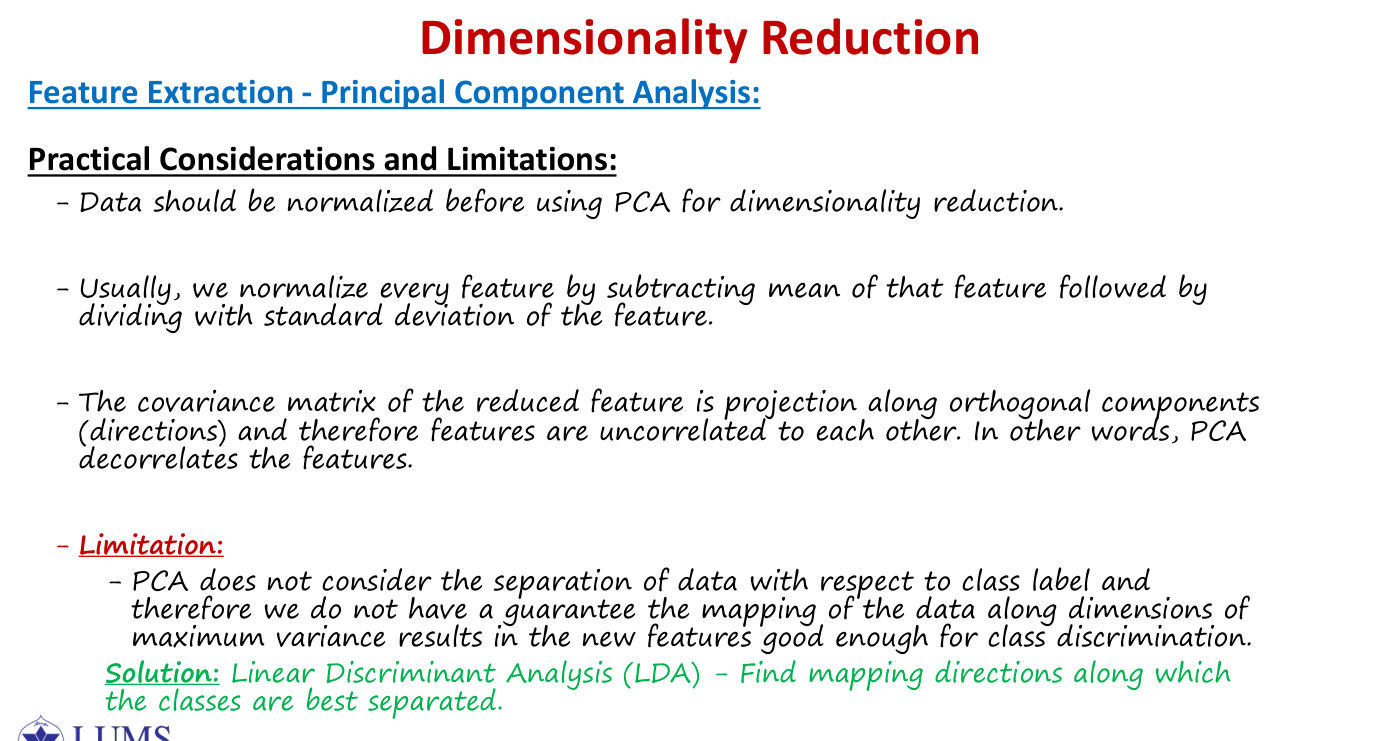 Dimensionality Reduction
Feature Extraction - Principal Component Analysis:
Practical Considerations and Limitations:
- Data should be normalized before using PCA for dimensionality reduction.
- Usually, we normalize every feature by subtracting mean of that feature followed by
dividing with standard deviation of the feature.
- The covariance matrix of the reduced feature is projection along orthogonal components
(directions) and therefore features are uncorrelated to each other. In other words, PCA
decorrelates the features.
- Limitation:
- PCA does not consider the separation of data with respect to class label and
therefore we do not have a guarantee the mapping of the data along dimensions of
maximum variance results in the new features good enough for class discrimination.
Solution: Linear Discriminant Analysis (LDA) - Find mapping directions along which
the classes are best separated.
LUMS